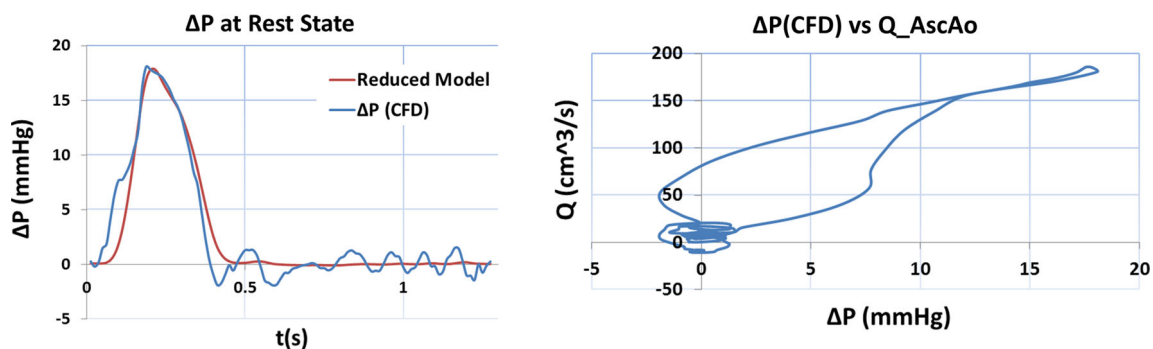 ΔP at Rest State
20
15
10
5
0
-5
0
0.5
1
ΔP (mmHg)
t(s)
Reduced Model
ΔP (CFD)
ΔP(CFD) vs Q_AscAo
200
150
100
50
0
-50
-5
0
5
10
15
20
Q (cm^3/s)
ΔP (mmHg)